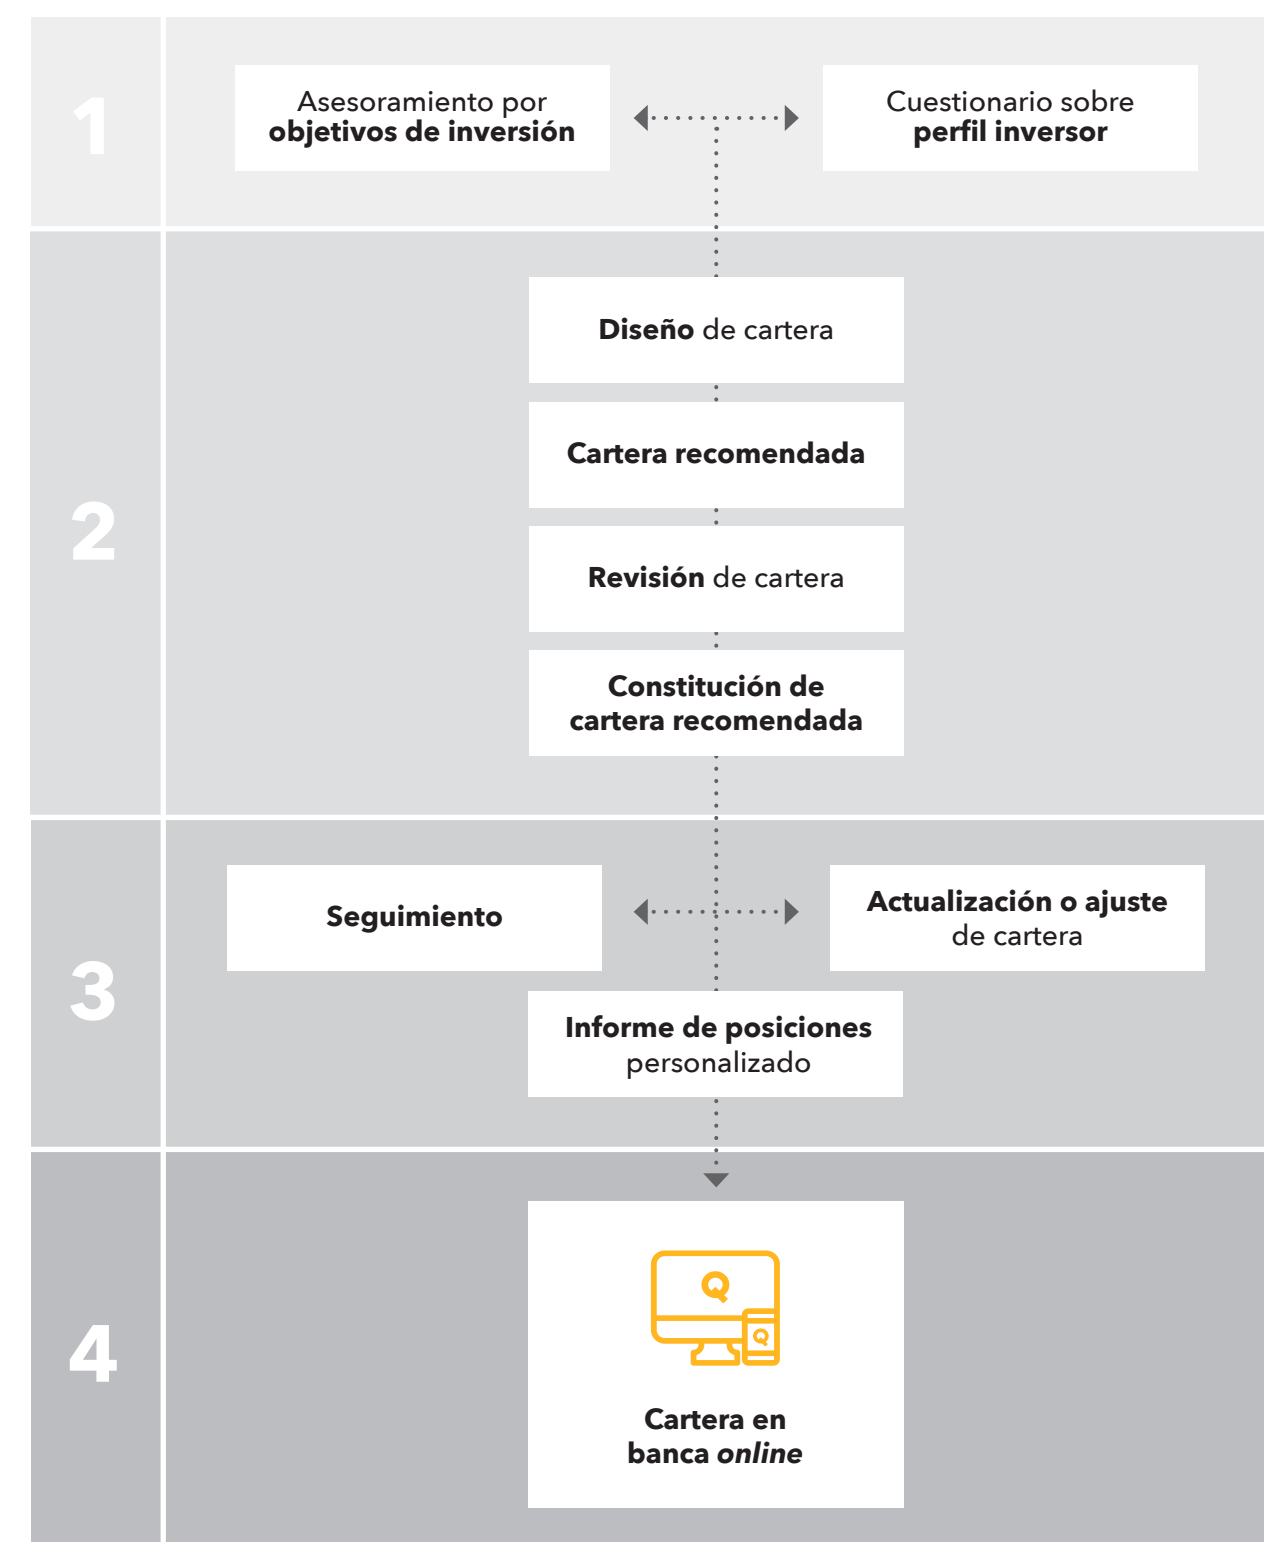 1
Asesoramiento por
objetivos de inversión
Cuestionario sobre
perfil inversor
2
Diseño de cartera
Cartera recomendada
Revisión de cartera
Constitución de
cartera recomendada
3
Seguimiento
Actualización o ajuste
de cartera
Informe de posiciones
personalizado
4
Q
Q
Cartera en
banca online